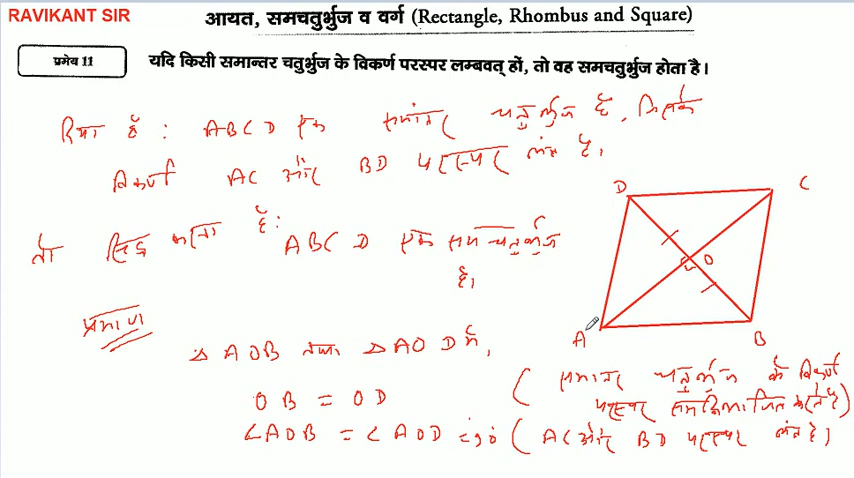 RAVIKANT SIR
आयत, समचतुर्भुज व वर्ग (Rectangle, Rhombus and Square)
प्रमेय 11 यदि किसी समान्तर चतुर्भुज के विकर्ण परस्पर लम्बवत् हों, तो वह समचतुर्भुज होता है।
दिया है : ABCD एक समांतर चतुर्भुज है, जिसके
विकर्ण AC और BD परस्पर लंब है।
तो सिद्ध करना है: ABCD एक सम चतुर्भुज
है।
प्रमाण
D C
O
A B
△ AOB तथा △ AOD में,
OB = OD (समांतर चतुर्भुज के विकर्ण
परस्पर समद्विभाजित करते है)
∠AOB = ∠AOD = 90 (AC और BD परस्पर लंब है)